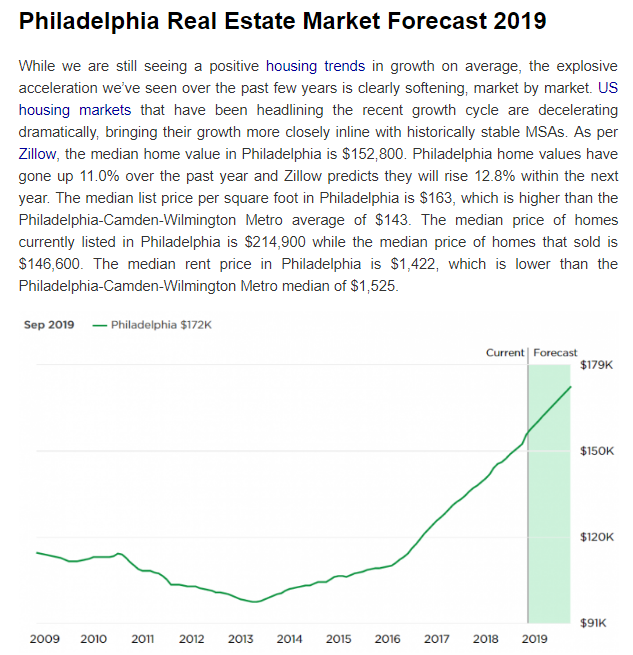 Philadelphia Real Estate Market Forecast 2019
While we are still seeing a positive housing trends in growth on average, the explosive
acceleration we've seen over the past few years is clearly softening, market by market. US
housing markets that have been headlining the recent growth cycle are decelerating
dramatically, bringing their growth more closely inline with historically stable MSAs. As per
Zillow, the median home value in Philadelphia is $152,800. Philadelphia home values have
gone up 11.0% over the past year and Zillow predicts they will rise 12.8% within the next
year. The median list price per square foot in Philadelphia is $163, which is higher than the
Philadelphia-Camden-Wilmington Metro average of $143. The median price of homes
currently listed in Philadelphia is $214,900 while the median price of homes that sold is
$146,600. The median rent price in Philadelphia is $1,422, which is lower than the
Philadelphia-Camden-Wilmington Metro median of $1,525.
Sep 2019 Philadelphia $172K
Current Forecast
$179K
$150K
$120K
$91K
2009 2010 2011 2012 2013 2014 2015 2016 2017 2018 2019